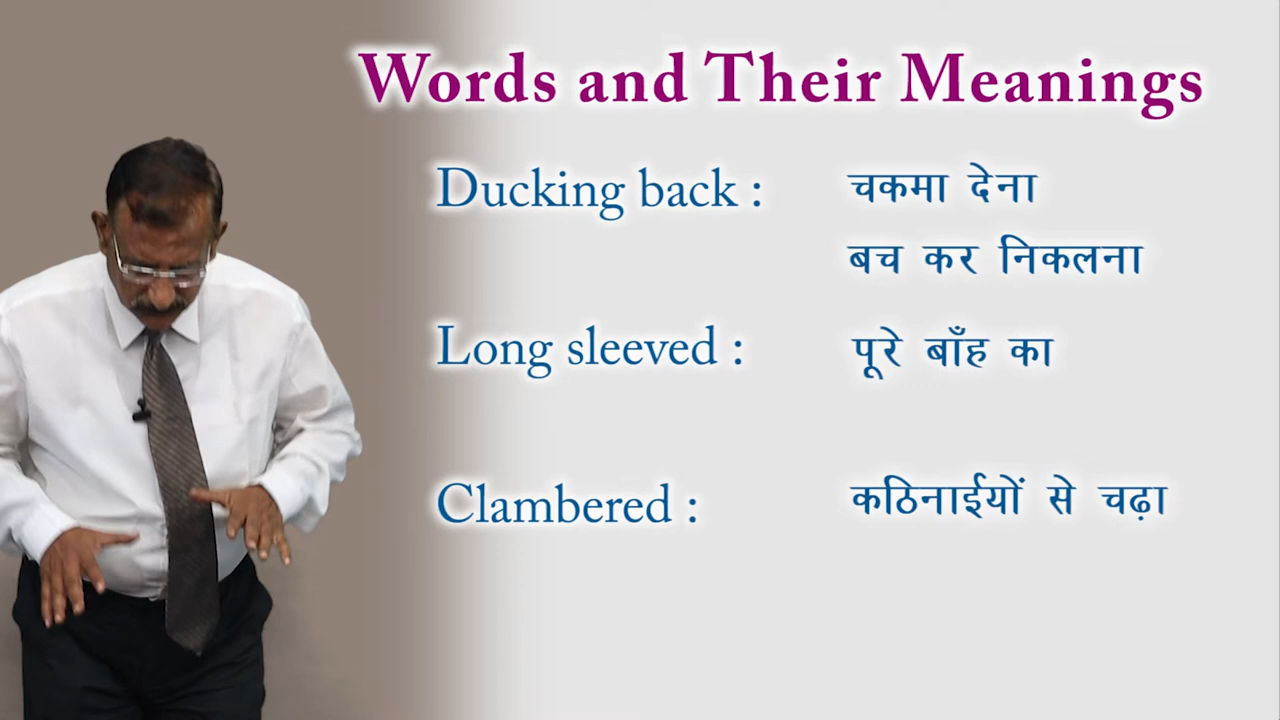 Words and Their Meanings
Ducking back : चकमा देना
बच कर निकलना
Long sleeved : पूरे बाँह का
Clambered : कठिनाईयों से चढ़ा